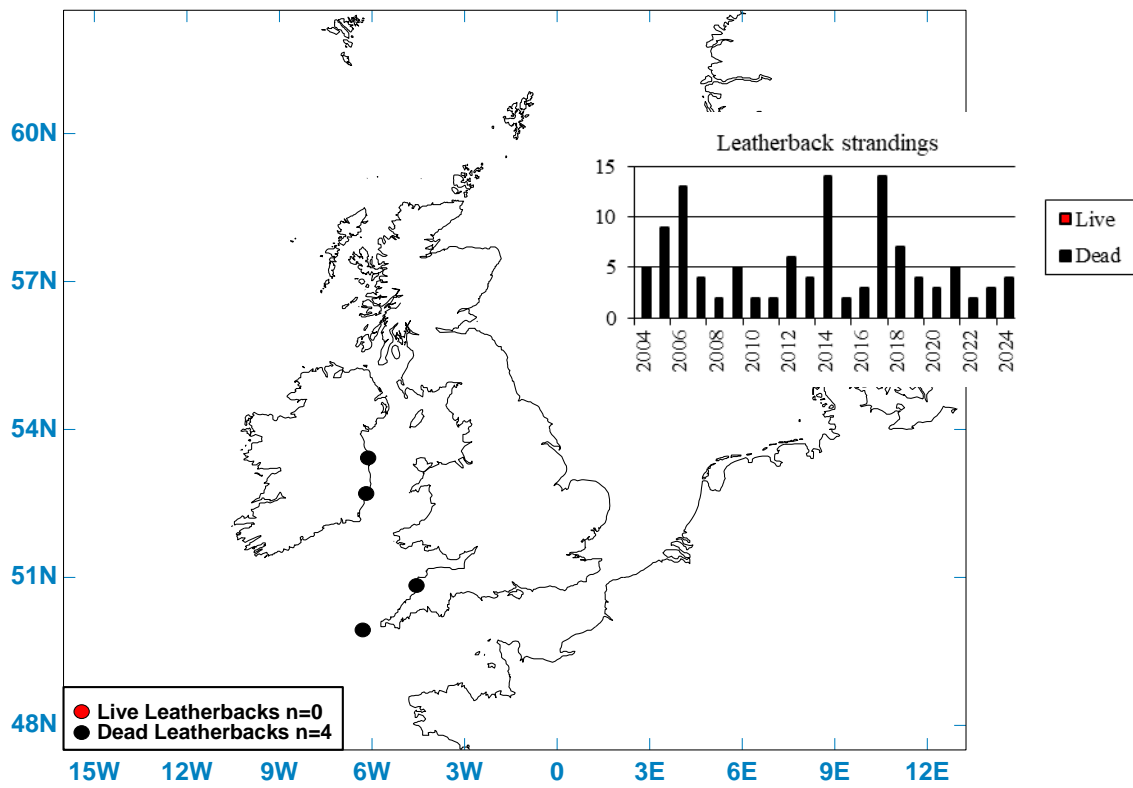 60N
57N
54N
51N
48N
Leatherback strandings
15
10
5
0
2004
2006
2008
2010
2012
2014
2016
2018
2020
2022
2024
Live
Dead
Live Leatherbacks n=0
Dead Leatherbacks n=4
15W 12W 9W 6W 3W 0 3E 6E 9E 12E